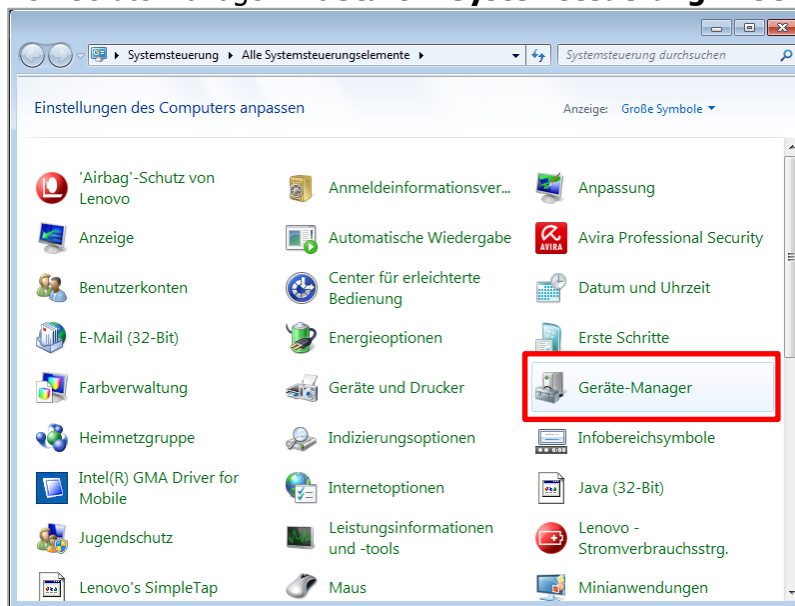 Systemsteuerung
Alle Systemsteuerungselemente
Systemsteuerung durchsuchen
Einstellungen des Computers anpassen
Anzeige: Große Symbole
'Airbag'-Schutz von
Lenovo
Anmeldeinformationsver...
Anpassung
Anzeige
Automatische Wiedergabe
AVIRA
Avira Professional Security
Benutzerkonten
Center für erleichterte
Bedienung
Datum und Uhrzeit
E-Mail (32-Bit)
Energieoptionen
Erste Schritte
Farbverwaltung
Geräte und Drucker
Geräte-Manager
Heimnetzgruppe
Indizierungsoptionen
Infobereichsymbole
Intel(R) GMA Driver for
Mobile
Internetoptionen
Java (32-Bit)
Jugendschutz
Leistungsinformationen
und -tools
Lenovo -
Stromverbrauchsstrg.
Lenovo's SimpleTap
Maus
Minianwendungen